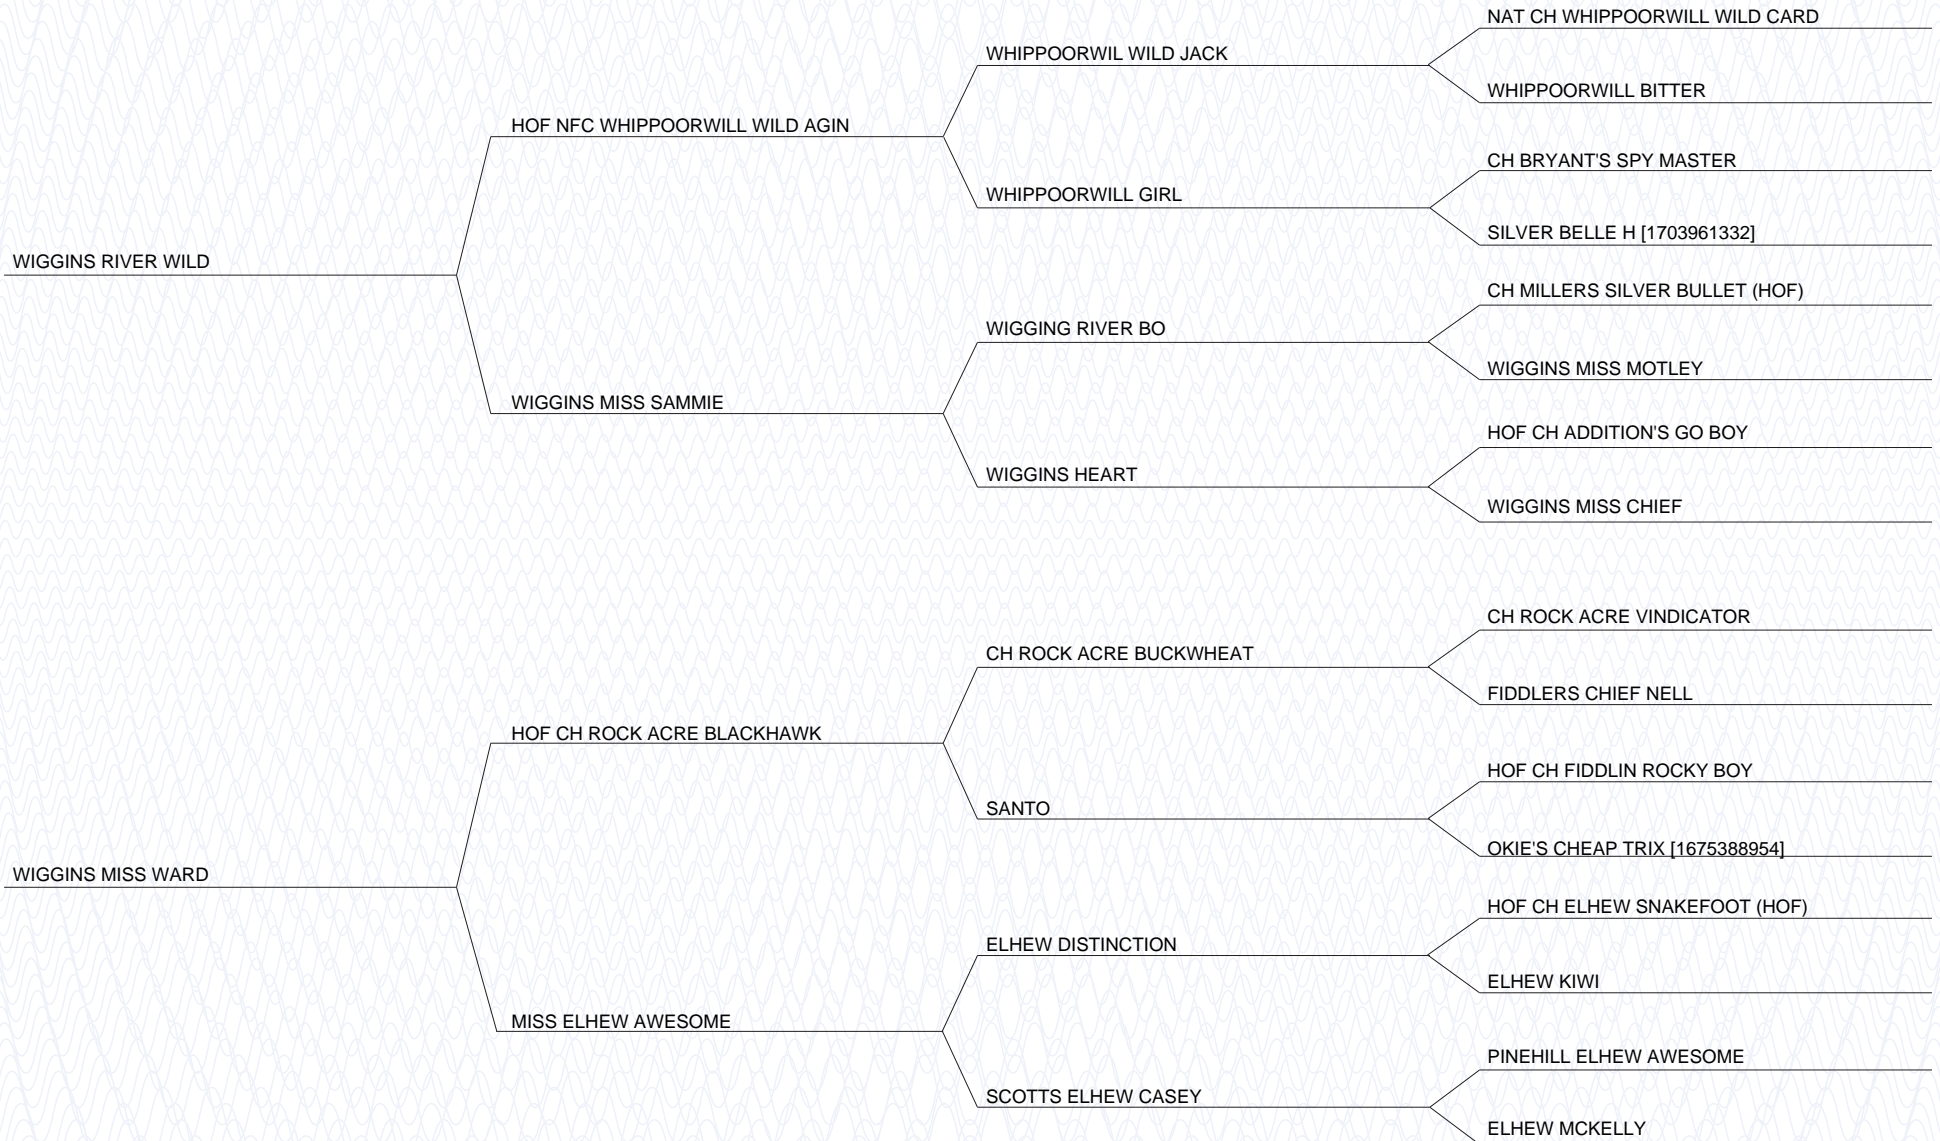 NAT CH WHIPPOORWILL WILD CARD
WHIPPOORWIL WILD JACK
WHIPPOORWILL BITTER
HOF NFC WHIPPOORWILL WILD AGIN
CH BRYANT'S SPY MASTER
WHIPPOORWILL GIRL
SILVER BELLE H [1703961332]
WIGGINS RIVER WILD
CH MILLERS SILVER BULLET (HOF)
WIGGING RIVER BO
WIGGINS MISS MOTLEY
WIGGINS MISS SAMMIE
HOF CH ADDITION'S GO BOY
WIGGINS HEART
WIGGINS MISS CHIEF
CH ROCK ACRE VINDICATOR
CH ROCK ACRE BUCKWHEAT
FIDDLERS CHIEF NELL
HOF CH ROCK ACRE BLACKHAWK
HOF CH FIDDLIN ROCKY BOY
SANTO
OKIE'S CHEAP TRIX [1675388954]
WIGGINS MISS WARD
HOF CH ELHEW SNAKEFOOT (HOF)
ELHEW DISTINCTION
ELHEW KIWI
MISS ELHEW AWESOME
PINEHILL ELHEW AWESOME
SCOTTS ELHEW CASEY
ELHEW MCKELLY